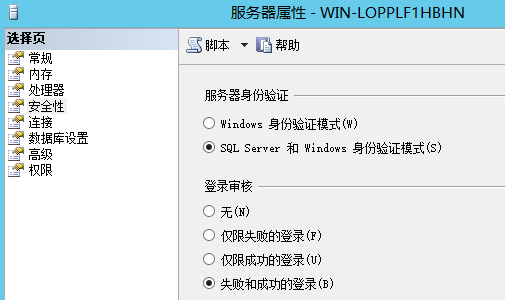 服务器属性 - WIN-LOPPLF1HBHN
选择页
常规
内存
处理器
安全性
连接
数据库设置
高级
权限
脚本 帮助
服务器身份验证
Windows 身份验证模式(W)
SQL Server 和 Windows 身份验证模式(S)
登录审核
无(N)
仅限失败的登录(F)
仅限成功的登录(U)
失败和成功的登录(B)